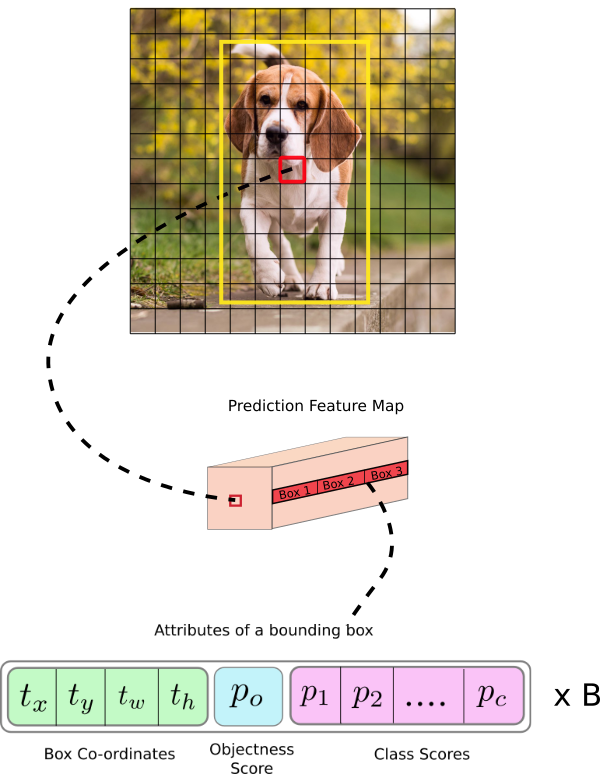 Prediction Feature Map
Box 1 Box 2 Box 3
Attributes of a bounding box
t_x t_y t_w t_h p_o p_1 p_2 .... p_c x B
Box Co-ordinates
Objectness
Score
Class Scores